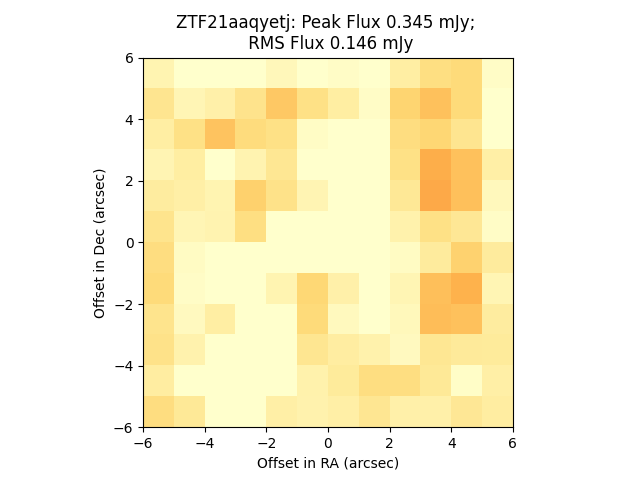 ZTF21aaqyetj: Peak Flux 0.345 mJy;
RMS Flux 0.146 mJy
6
4
2
0
−2
−4
−6
Offset in Dec (arcsec)
−6 −4 −2 0 2 4 6
Offset in RA (arcsec)